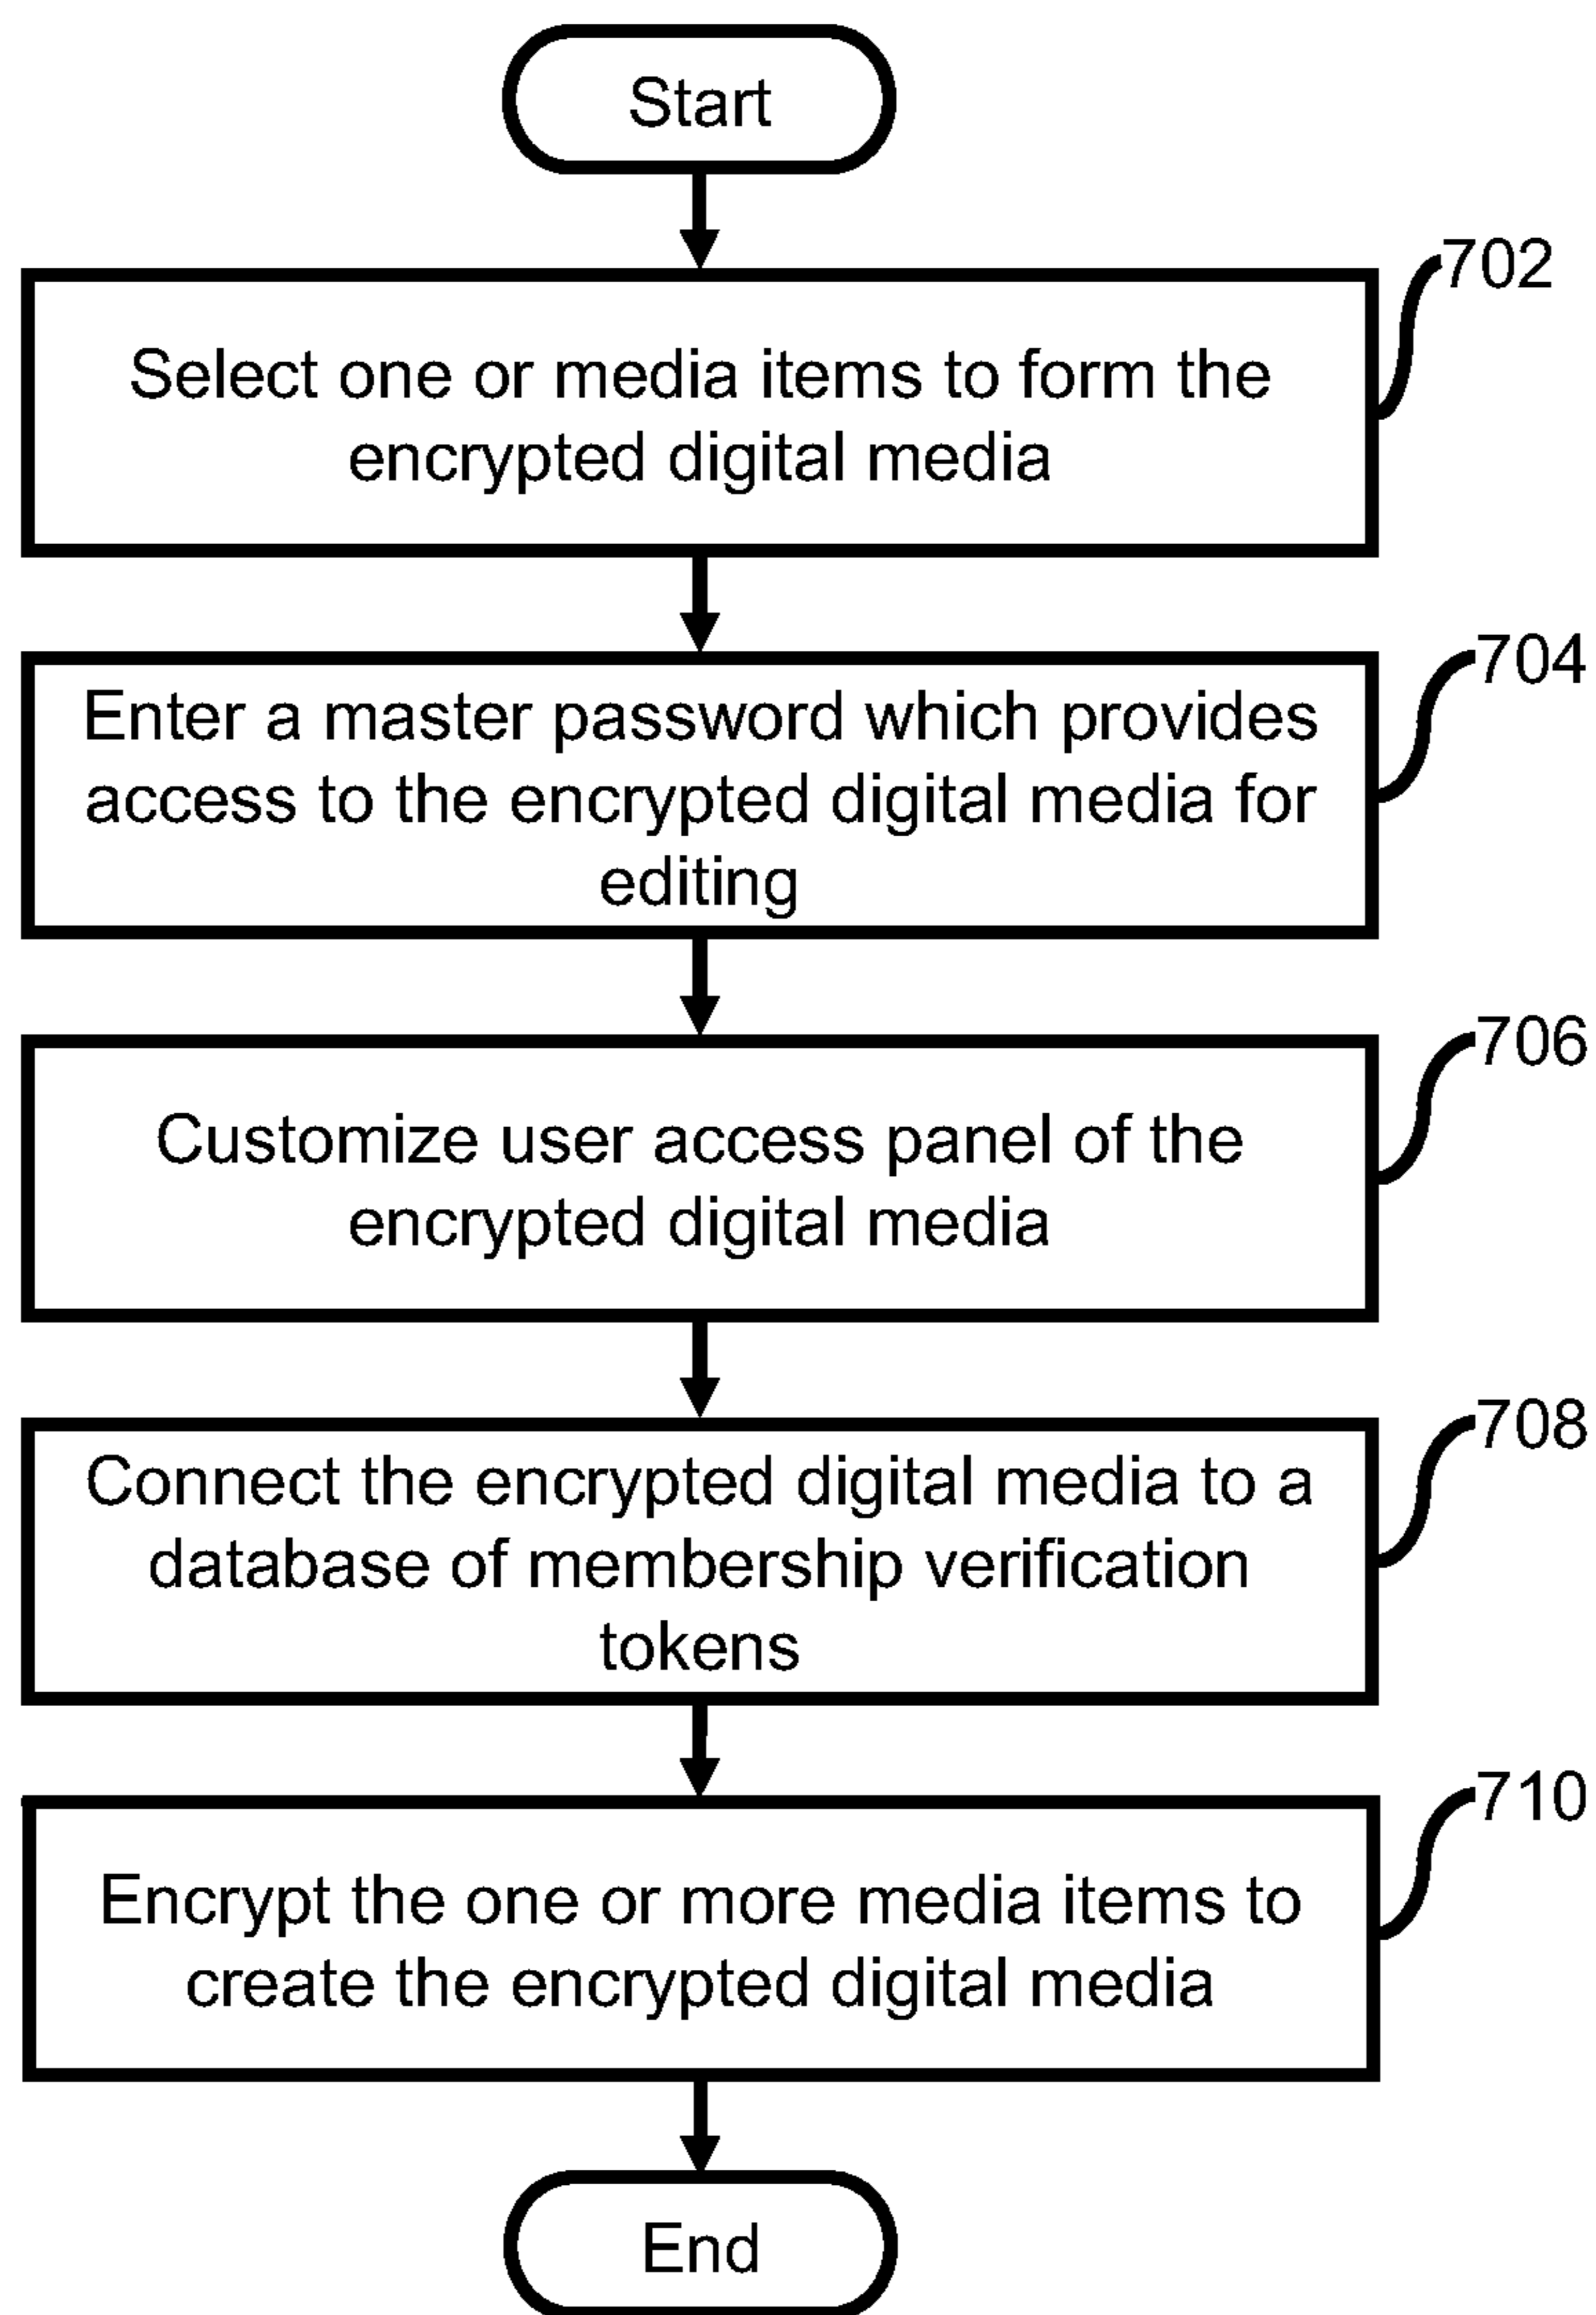 Start
702
Select one or media items to form the
encrypted digital media
704
Enter a master password which provides
access to the encrypted digital media for
editing
706
Customize user access panel of the
encrypted digital media
708
Connect the encrypted digital media to a
database of membership verification
tokens
710
Encrypt the one or more media items to
create the encrypted digital media
End